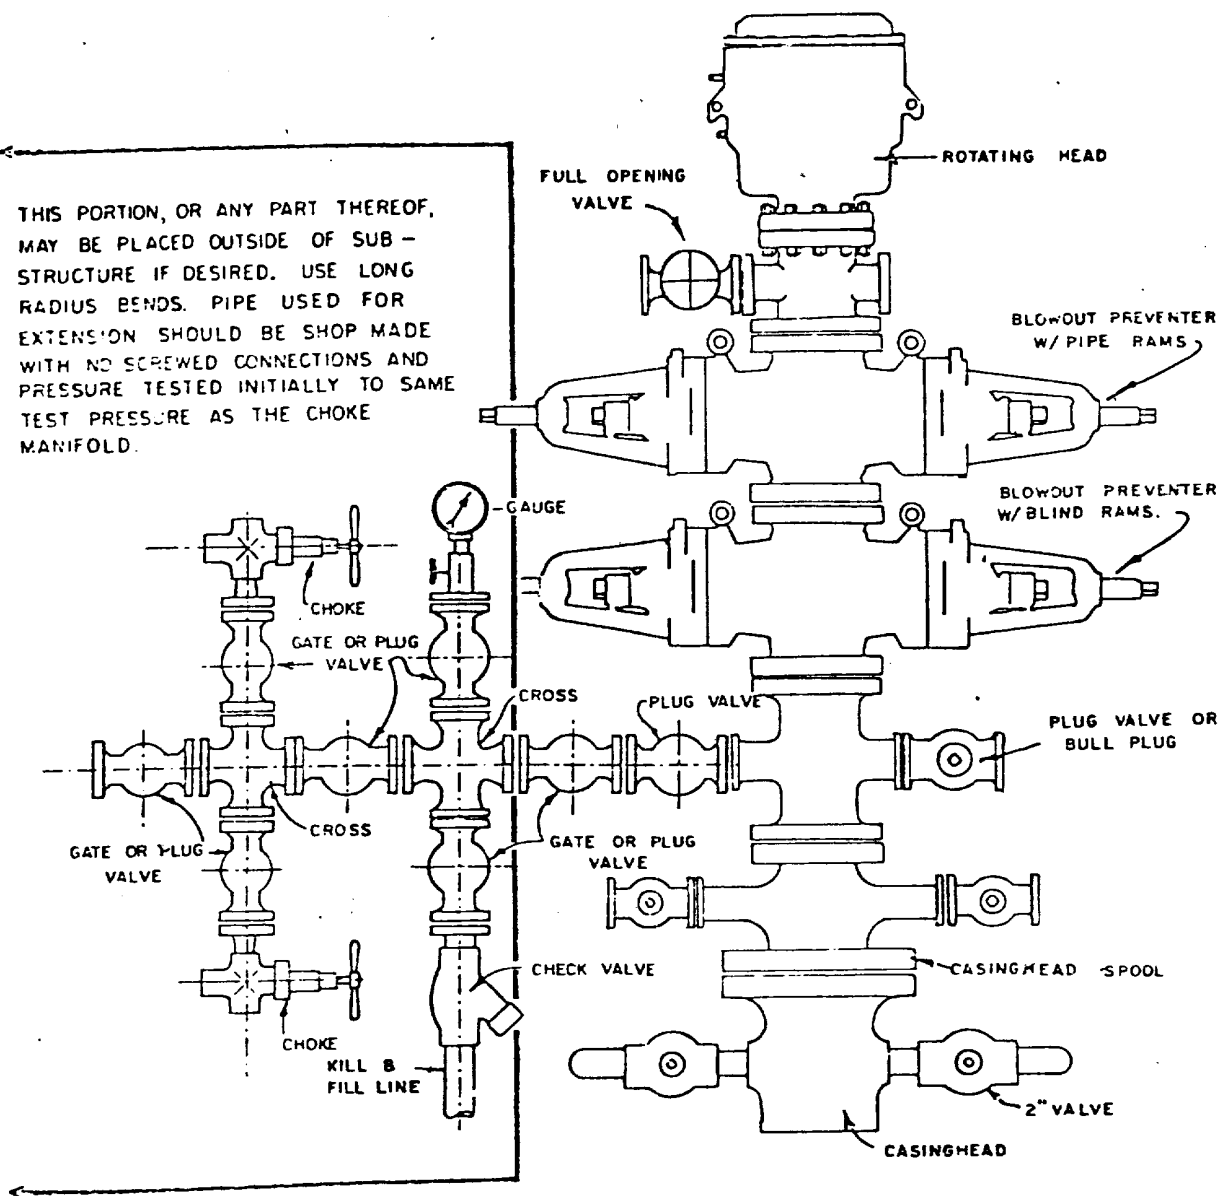 ROTATING HEAD
FULL OPENING
VALVE
THIS PORTION, OR ANY PART THEREOF,
MAY BE PLACED OUTSIDE OF SUB-
STRUCTURE IF DESIRED. USE LONG
RADIUS BENDS. PIPE USED FOR
EXTENSION SHOULD BE SHOP MADE
WITH NO SCREWED CONNECTIONS AND
PRESSURE TESTED INITIALLY TO SAME
TEST PRESSURE AS THE CHOKE
MANIFOLD.
BLOWOUT PREVENTER
W/ PIPE RAMS
GAUGE
BLOWOUT PREVENTER
W/ BLIND RAMS.
CHOKE
GATE OR PLUG
VALVE
CROSS
PLUG VALVE
PLUG VALVE OR
BULL PLUG
CROSS
GATE OR PLUG
VALVE
GATE OR PLUG
VALVE
CHECK VALVE
CASINGHEAD SPOOL
CHOKE
KILL &
FILL LINE
2" VALVE
CASINGHEAD